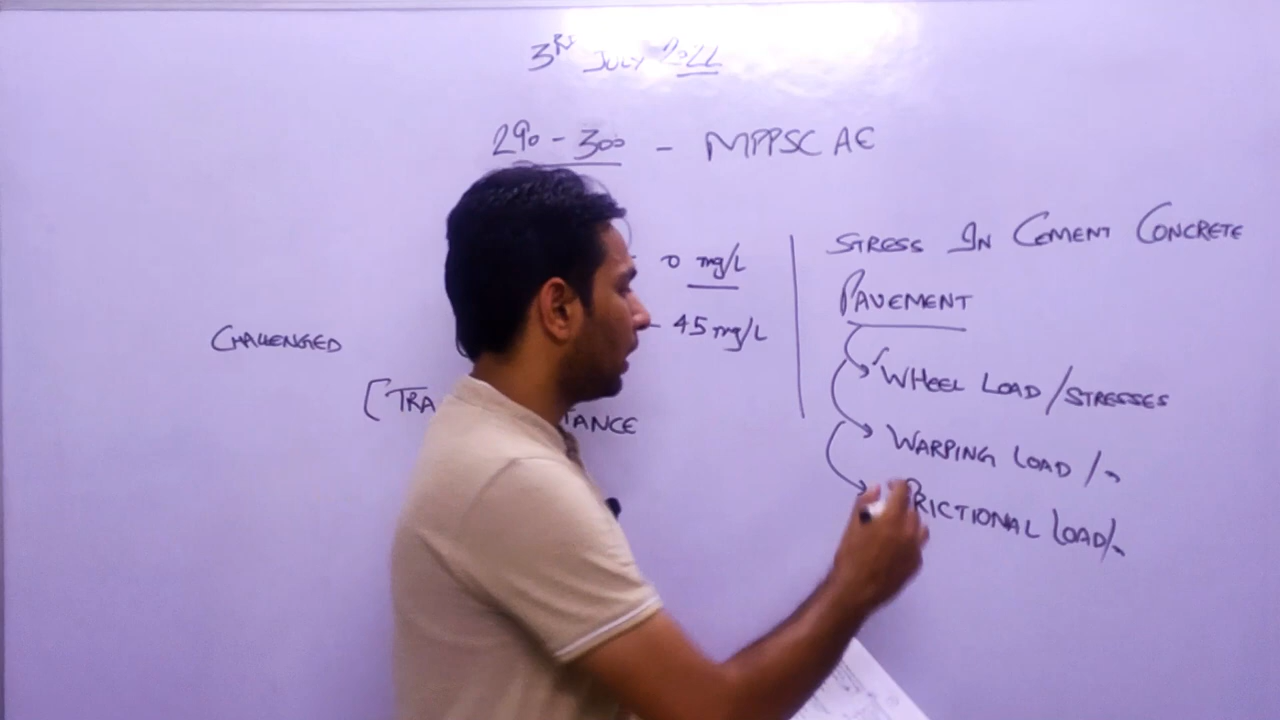 3RD JULY 2022
290 - 300 - MPPSC AE
0 mg/L
45 mg/L
CHALLENGED
[TRA TANCE
STRESS IN CEMENT CONCRETE
PAVEMENT
WHEEL LOAD/STRESSES
WARPING LOAD/"
FRICTIONAL LOAD/"